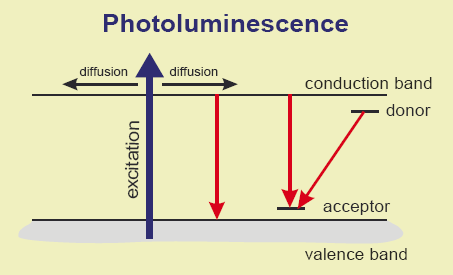 Photoluminescence
diffusion
diffusion
conduction band
donor
excitation
acceptor
valence band